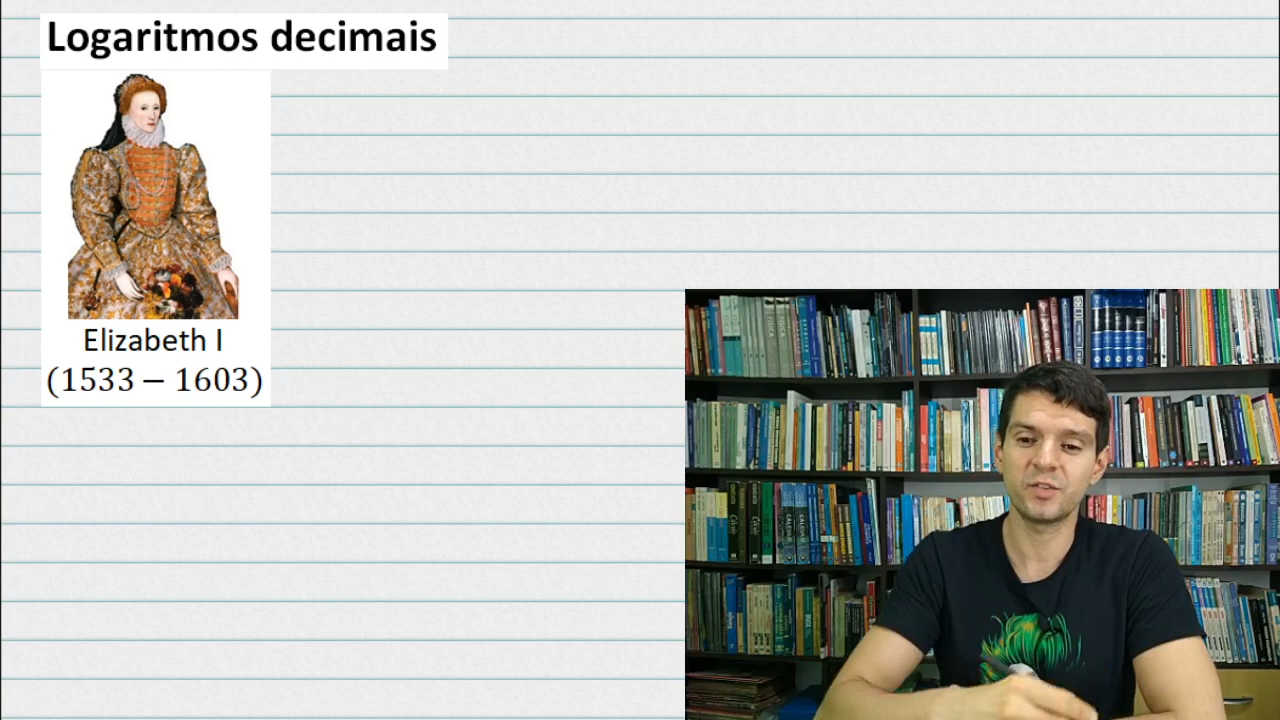 Logaritmos decimais
Elizabeth I
(1533 – 1603)